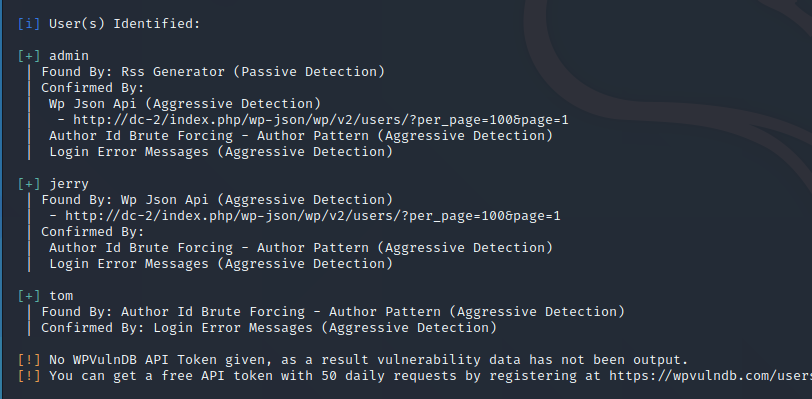 [i] User(s) Identified:
[+] admin
| Found By: Rss Generator (Passive Detection)
| Confirmed By:
|  Wp Json Api (Aggressive Detection)
|   - http://dc-2/index.php/wp-json/wp/v2/users/?per_page=100&page=1
|  Author Id Brute Forcing - Author Pattern (Aggressive Detection)
|  Login Error Messages (Aggressive Detection)
[+] jerry
| Found By: Wp Json Api (Aggressive Detection)
|  - http://dc-2/index.php/wp-json/wp/v2/users/?per_page=100&page=1
| Confirmed By:
|  Author Id Brute Forcing - Author Pattern (Aggressive Detection)
|  Login Error Messages (Aggressive Detection)
[+] tom
| Found By: Author Id Brute Forcing - Author Pattern (Aggressive Detection)
| Confirmed By: Login Error Messages (Aggressive Detection)
[!] No WPVulnDB API Token given, as a result vulnerability data has not been output.
[!] You can get a free API token with 50 daily requests by registering at https://wpvulndb.com/users